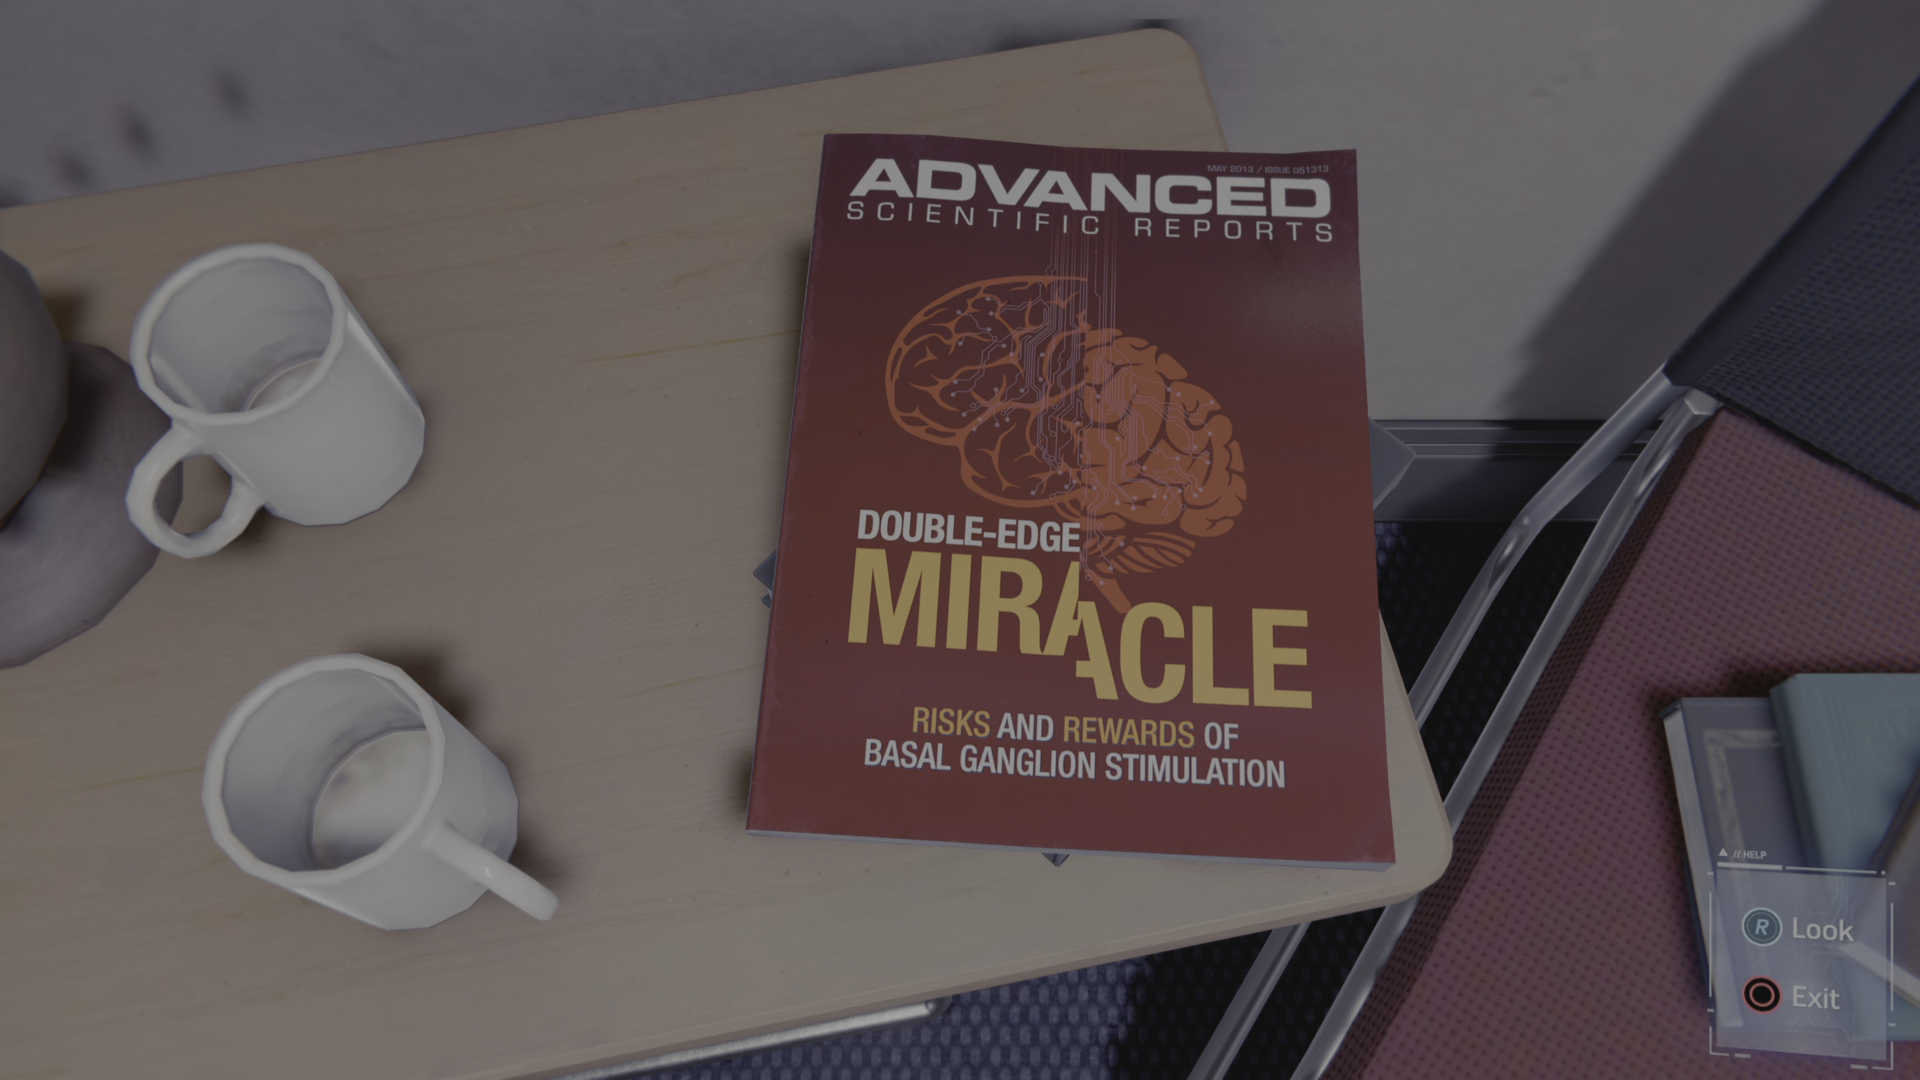 MAY 2013 / ISSUE 051313
ADVANCED
SCIENTIFIC REPORTS
DOUBLE-EDGE
MIRACLE
RISKS AND REWARDS OF
BASAL GANGLION STIMULATION
// HELP
R Look
Exit